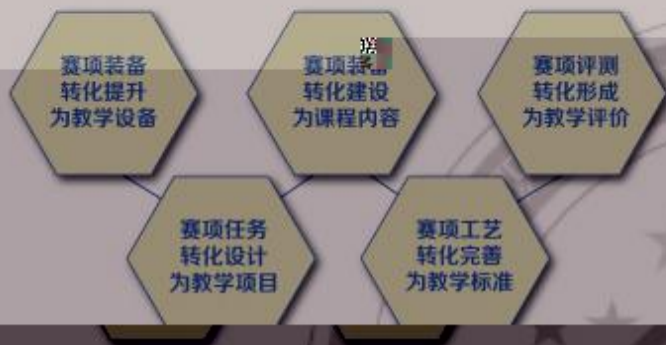 赛项装备
转化提升
为教学设备
赛项装
转化建设
为课程内容
赛项评测
转化形成
为教学评价
赛项任务
转化设计
为教学项目
赛项工艺
转化完善
为教学标准